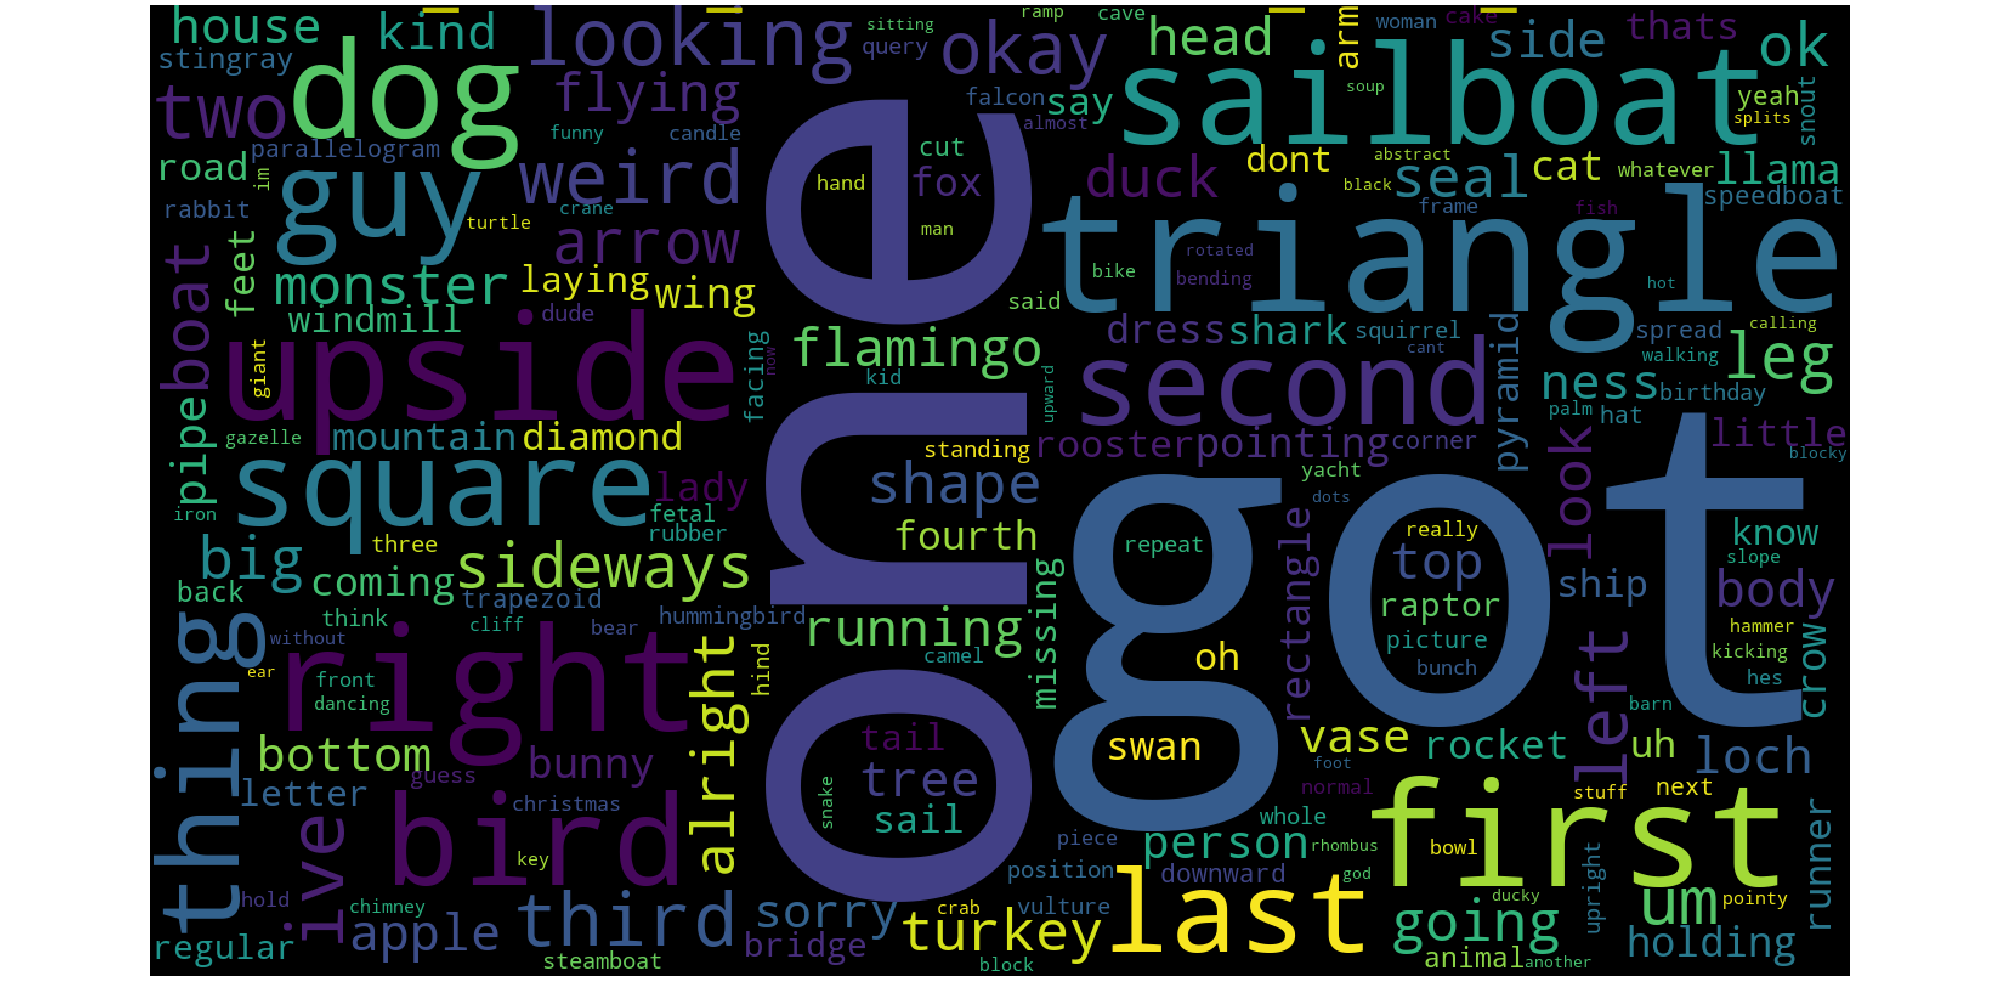 house
kind
looking
sitting
query
okay
ramp
cave
head
arm
woman
cake
side
thats
ok
stingray
dog
two
flying
funny
candle
falcon
say
almost
sailboat
soup
yeah
splits
snout
parallelogram
road
im
guy
weird
cut
fox
hand
man
duck
dont
abstract
black
seal
cat
whatever
llama
speedboat
rabbit
turtle
crane
arrow
frame
fish
triangle
rotated
bending
bike
hot
boat
feet
monster
laying
wing
windmill
dude
said
one
giant
upside
facing
now
flamingo
kid
upward
dress
shark
squirrel
cant
pyramid
spread
calling
walking
leg
second
ness
birthday
palm
hat
pipe
gazelle
mountain
diamond
standing
rooster
pointing
corner
little
blocky
look
square
lady
shape
yacht
dots
got
iron
fetal
rubber
three
fourth
repeat
really
know
slope
big
sideways
top
ship
body
back
coming
trapezoid
raptor
rectangle
missing
think
cliff
bear
hummingbird
running
picture
hammer
without
camel
oh
bunch
kicking
crow
hes
thing
right
ear
front
dancing
alright
hind
left
barn
tail
swan
vase
rocket
uh
loch
bottom
guess
bunny
tree
foot
letter
christmas
snake
sail
normal
stuff
next
first
ive
bird
key
piece
person
whole
rhombus
bowl
runner
position
downward
god
upright
hold
chimney
third
sorry
crab
vulture
last
ducky
um
pointy
regular
apple
bridge
turkey
going
holding
steamboat
block
animal
another